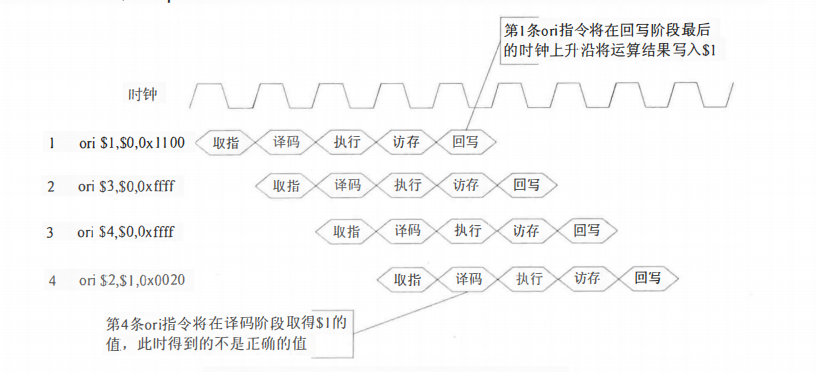 第1条ori指令将在回写阶段最后
的时钟上升沿将运算结果写入$1
时钟
1 ori $1,$0,0x1100 取指 译码 执行 访存 回写
2 ori $3,$0,0xffff 取指 译码 执行 访存 回写
3 ori $4,$0,0xffff 取指 译码 执行 访存 回写
4 ori $2,$1,0x0020 取指 译码 执行 访存 回写
第4条ori指令将在译码阶段取得$1的
值，此时得到的不是正确的值